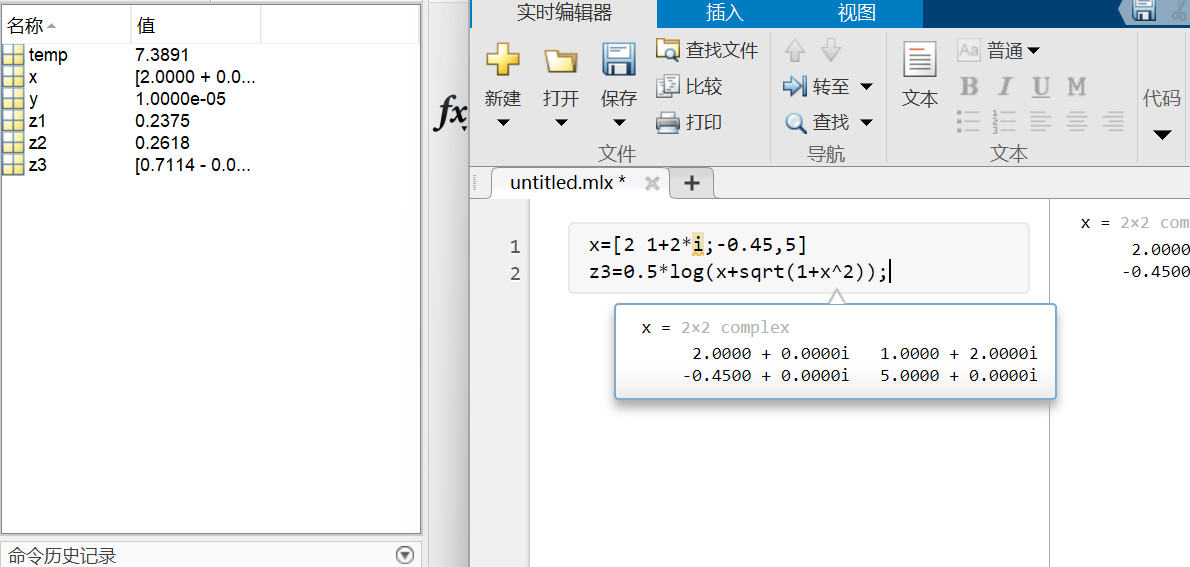 名称 值
temp 7.3891
x [2.0000 + 0.0...
y 1.0000e-05
z1 0.2375
z2 0.2618
z3 [0.7114 - 0.0...
命令历史记录
fx
实时编辑器 插入 视图
新建 打开 保存
查找文件
比较
打印
文件
转至
查找
导航
文本
Aa 普通
B I U M
文本
代码
untitled.mlx *
1 x=[2 1+2*i;-0.45,5]
2 z3=0.5*log(x+sqrt(1+x^2));
x = 2×2 complex
2.0000 + 0.0000i 1.0000 + 2.0000i
-0.4500 + 0.0000i 5.0000 + 0.0000i
x = 2×2 com
2.0000
-0.4500